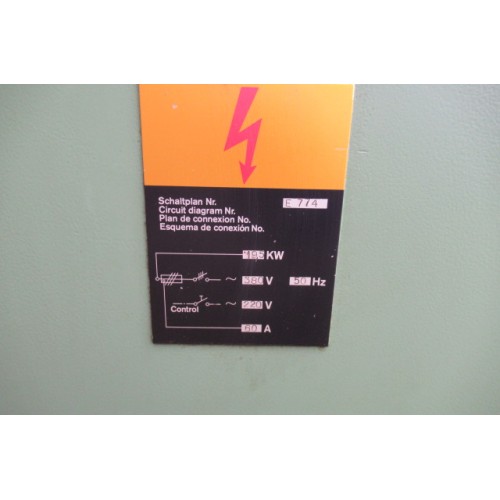 Schaltplan Nr.
Circuit diagram Nr. E 774
Plan de connexion No.
Esquema de conexión No.
KW
~ 380 V 50 Hz
~ 220 V
Control
60 A